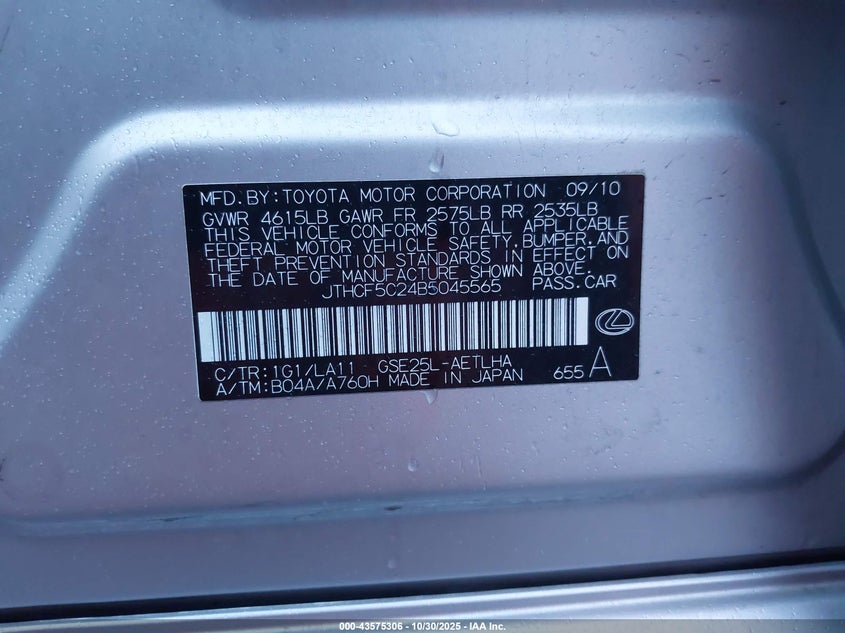 MFD.BY:TOYOTA MOTOR CORPORATION 09/10
GVWR 4615LB GAWR FR 2575LB RR 2535LB
THIS VEHICLE CONFORMS TO ALL APPLICABLE
FEDERAL MOTOR VEHICLE SAFETY,BUMPER,AND
THEFT PREVENTION STANDARDS IN EFFECT ON
THE DATE OF MANUFACTURE SHOWN ABOVE.
JTHCF5C24B5045565 PASS.CAR
C/TR:1G1/LA11 GSE25L-AETLHA
A/TM:B04A/A760H MADE IN JAPAN 655 A
000-43575306 - 10/30/2025 - IAA Inc.